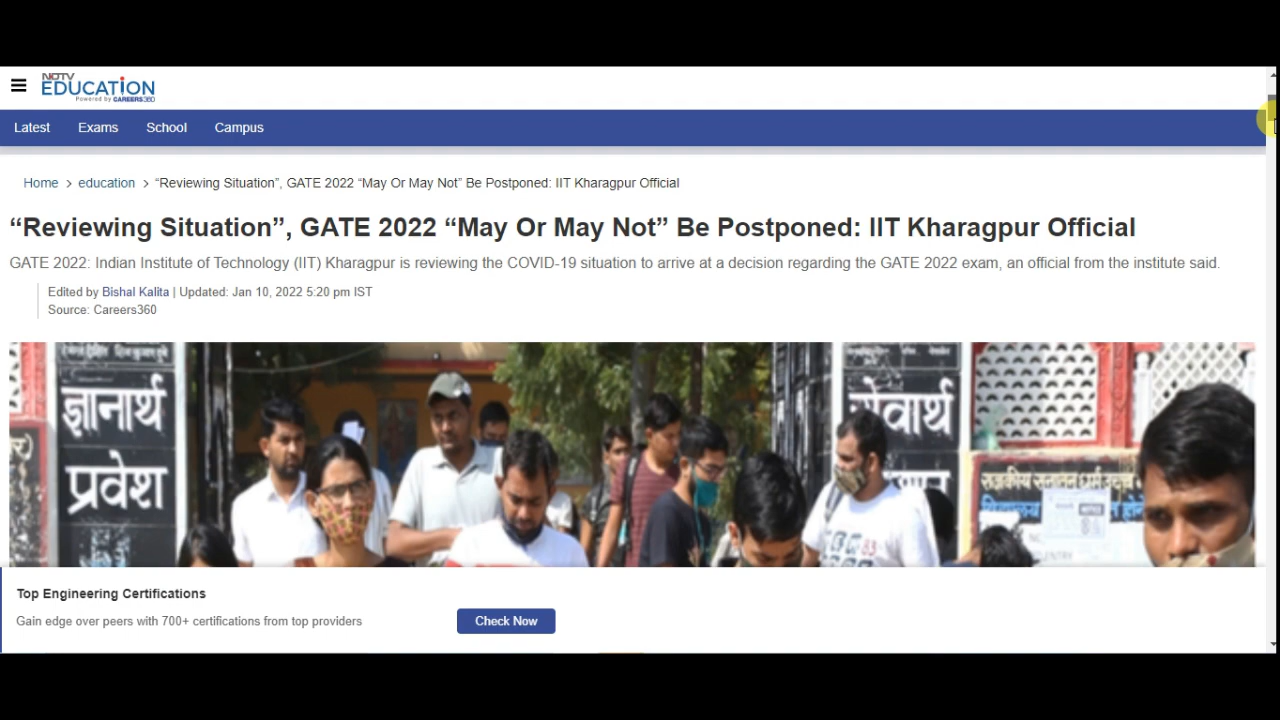 NDTV
EDUCATION
Powered by CAREERS360
Latest Exams School Campus
Home > education > “Reviewing Situation”, GATE 2022 “May Or May Not” Be Postponed: IIT Kharagpur Official
“Reviewing Situation”, GATE 2022 “May Or May Not” Be Postponed: IIT Kharagpur Official
GATE 2022: Indian Institute of Technology (IIT) Kharagpur is reviewing the COVID-19 situation to arrive at a decision regarding the GATE 2022 exam, an official from the institute said.
Edited by Bishal Kalita | Updated: Jan 10, 2022 5:20 pm IST
Source: Careers360
ज्ञानार्थ
प्रवेश
सेवार्थ
Top Engineering Certifications
Gain edge over peers with 700+ certifications from top providers
Check Now